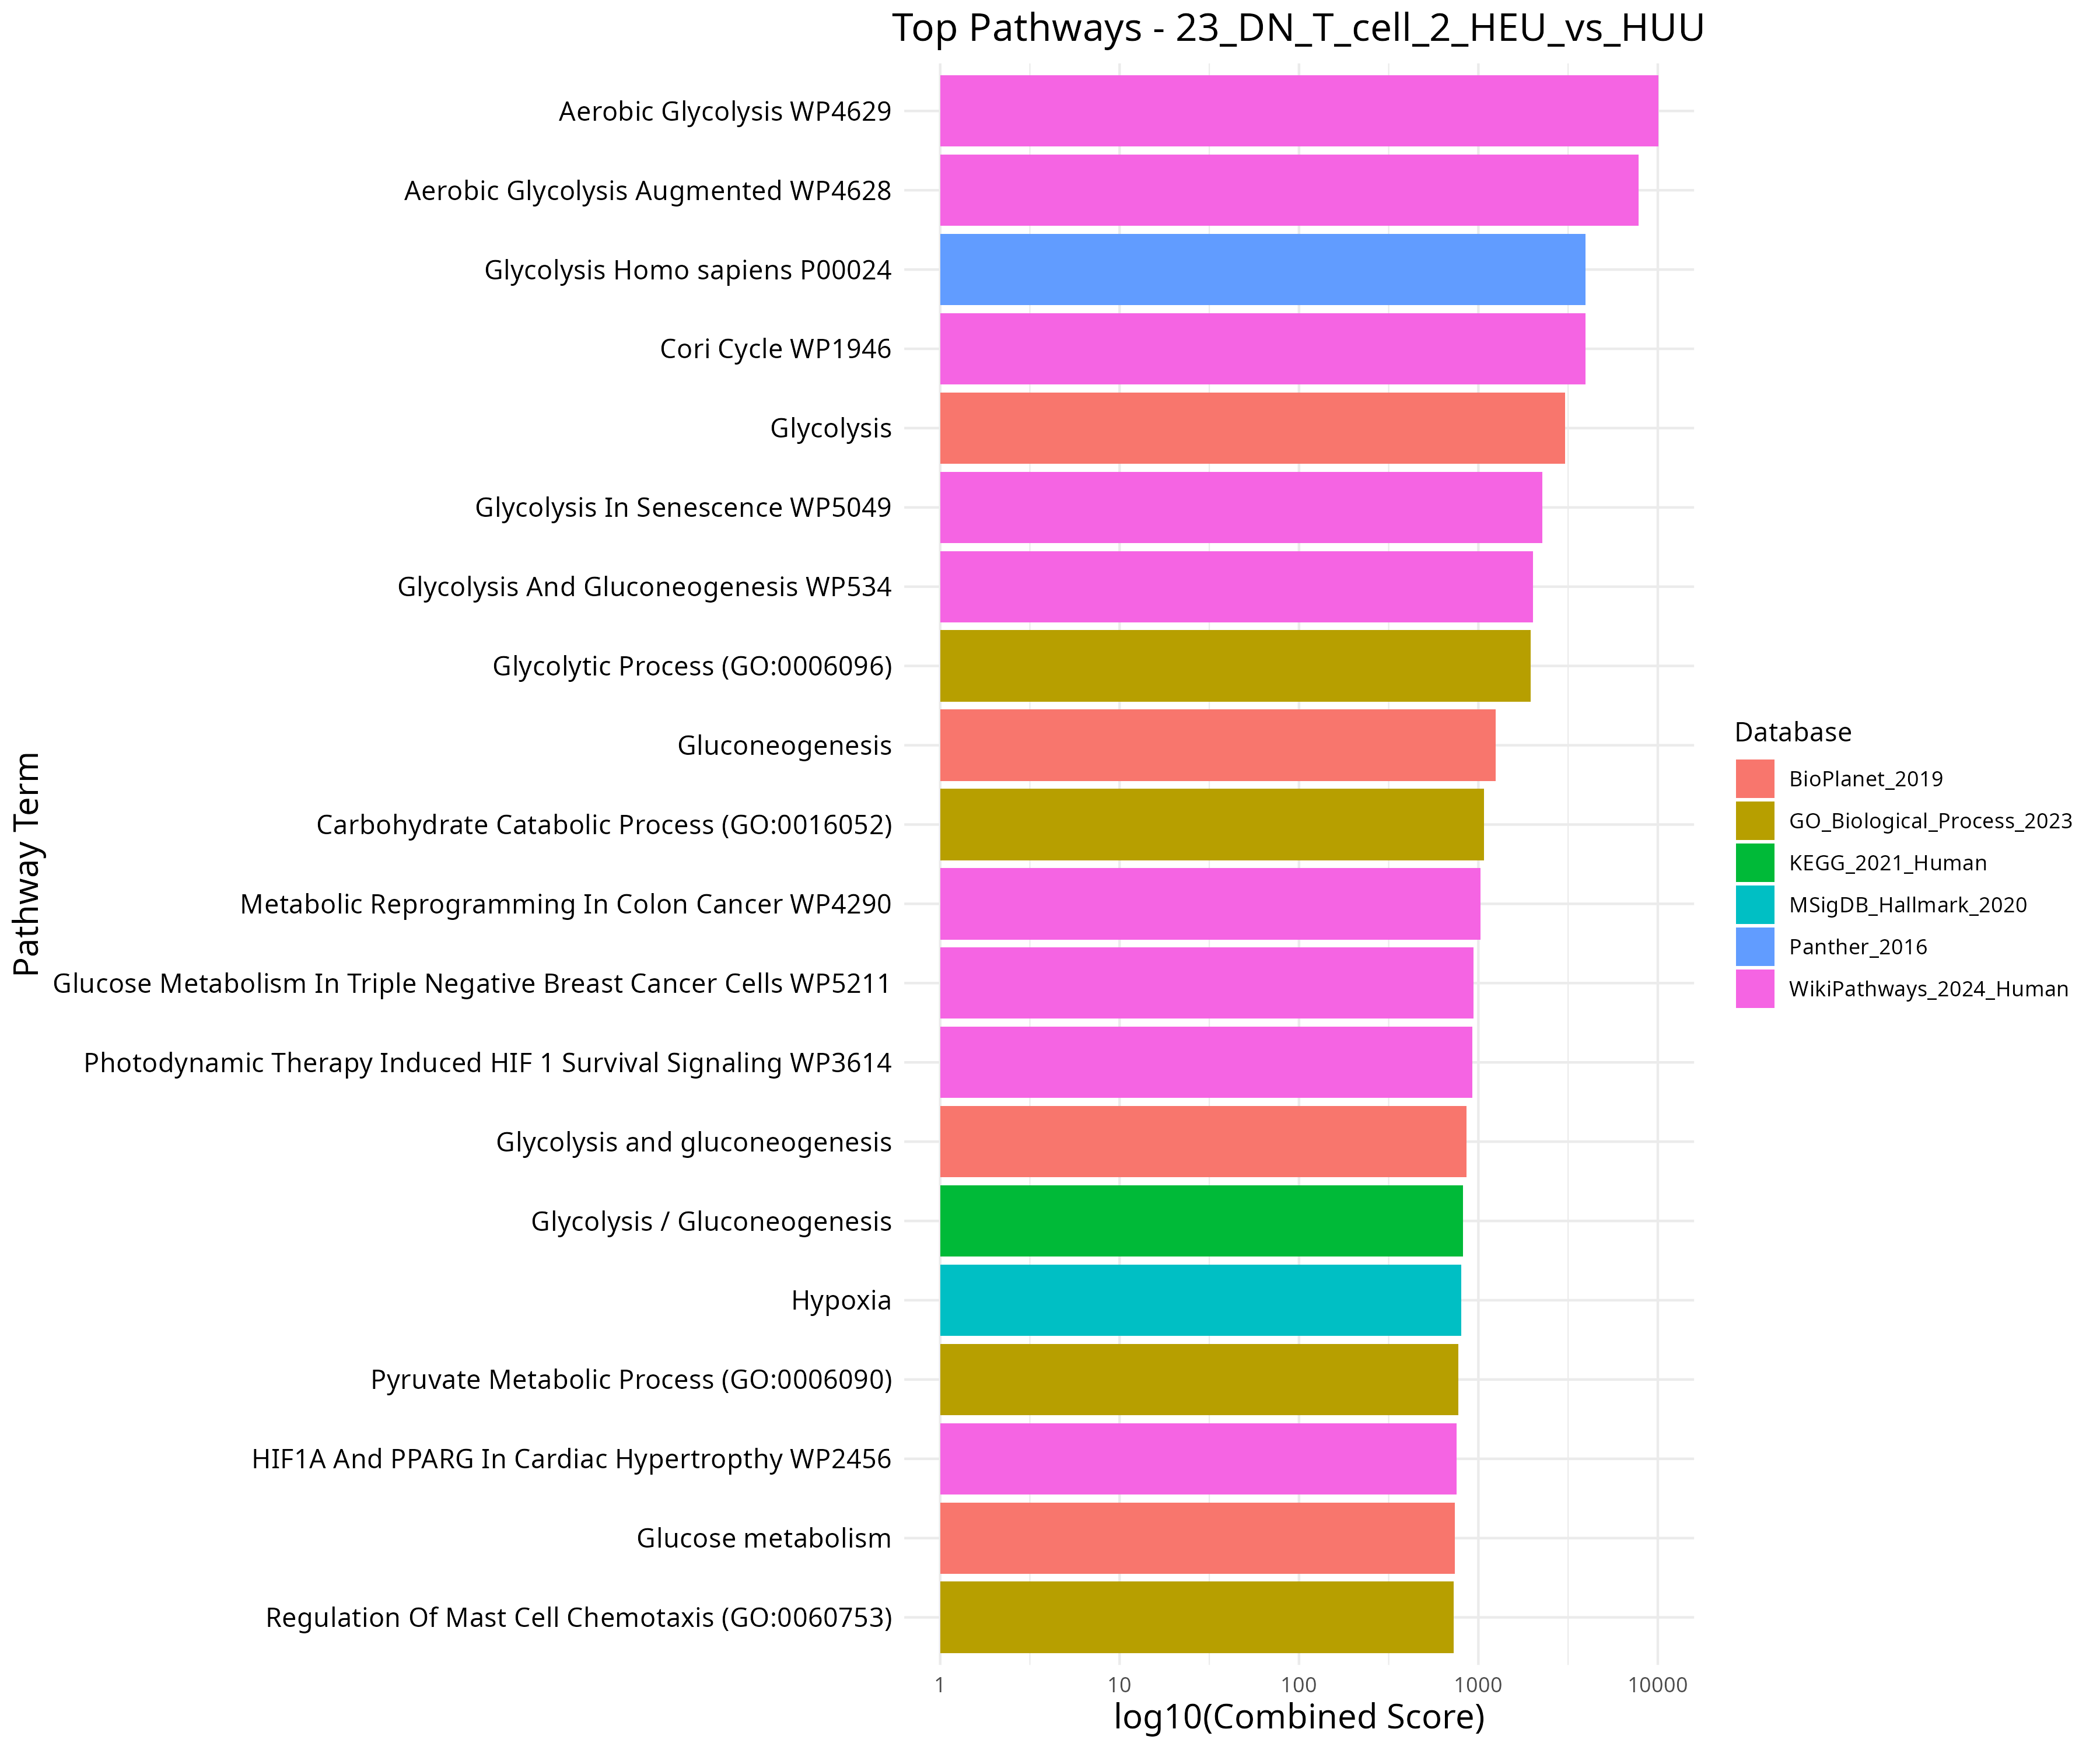 Top Pathways - 23_DN_T_cell_2_HEU_vs_HUU
Pathway Term
Aerobic Glycolysis WP4629
Aerobic Glycolysis Augmented WP4628
Glycolysis Homo sapiens P00024
Cori Cycle WP1946
Glycolysis
Glycolysis In Senescence WP5049
Glycolysis And Gluconeogenesis WP534
Glycolytic Process (GO:0006096)
Gluconeogenesis
Carbohydrate Catabolic Process (GO:0016052)
Metabolic Reprogramming In Colon Cancer WP4290
Glucose Metabolism In Triple Negative Breast Cancer Cells WP5211
Photodynamic Therapy Induced HIF 1 Survival Signaling WP3614
Glycolysis and gluconeogenesis
Glycolysis / Gluconeogenesis
Hypoxia
Pyruvate Metabolic Process (GO:0006090)
HIF1A And PPARG In Cardiac Hypertropthy WP2456
Glucose metabolism
Regulation Of Mast Cell Chemotaxis (GO:0060753)
1 10 100 1000 10000
log10(Combined Score)
Database
BioPlanet_2019
GO_Biological_Process_2023
KEGG_2021_Human
MSigDB_Hallmark_2020
Panther_2016
WikiPathways_2024_Human